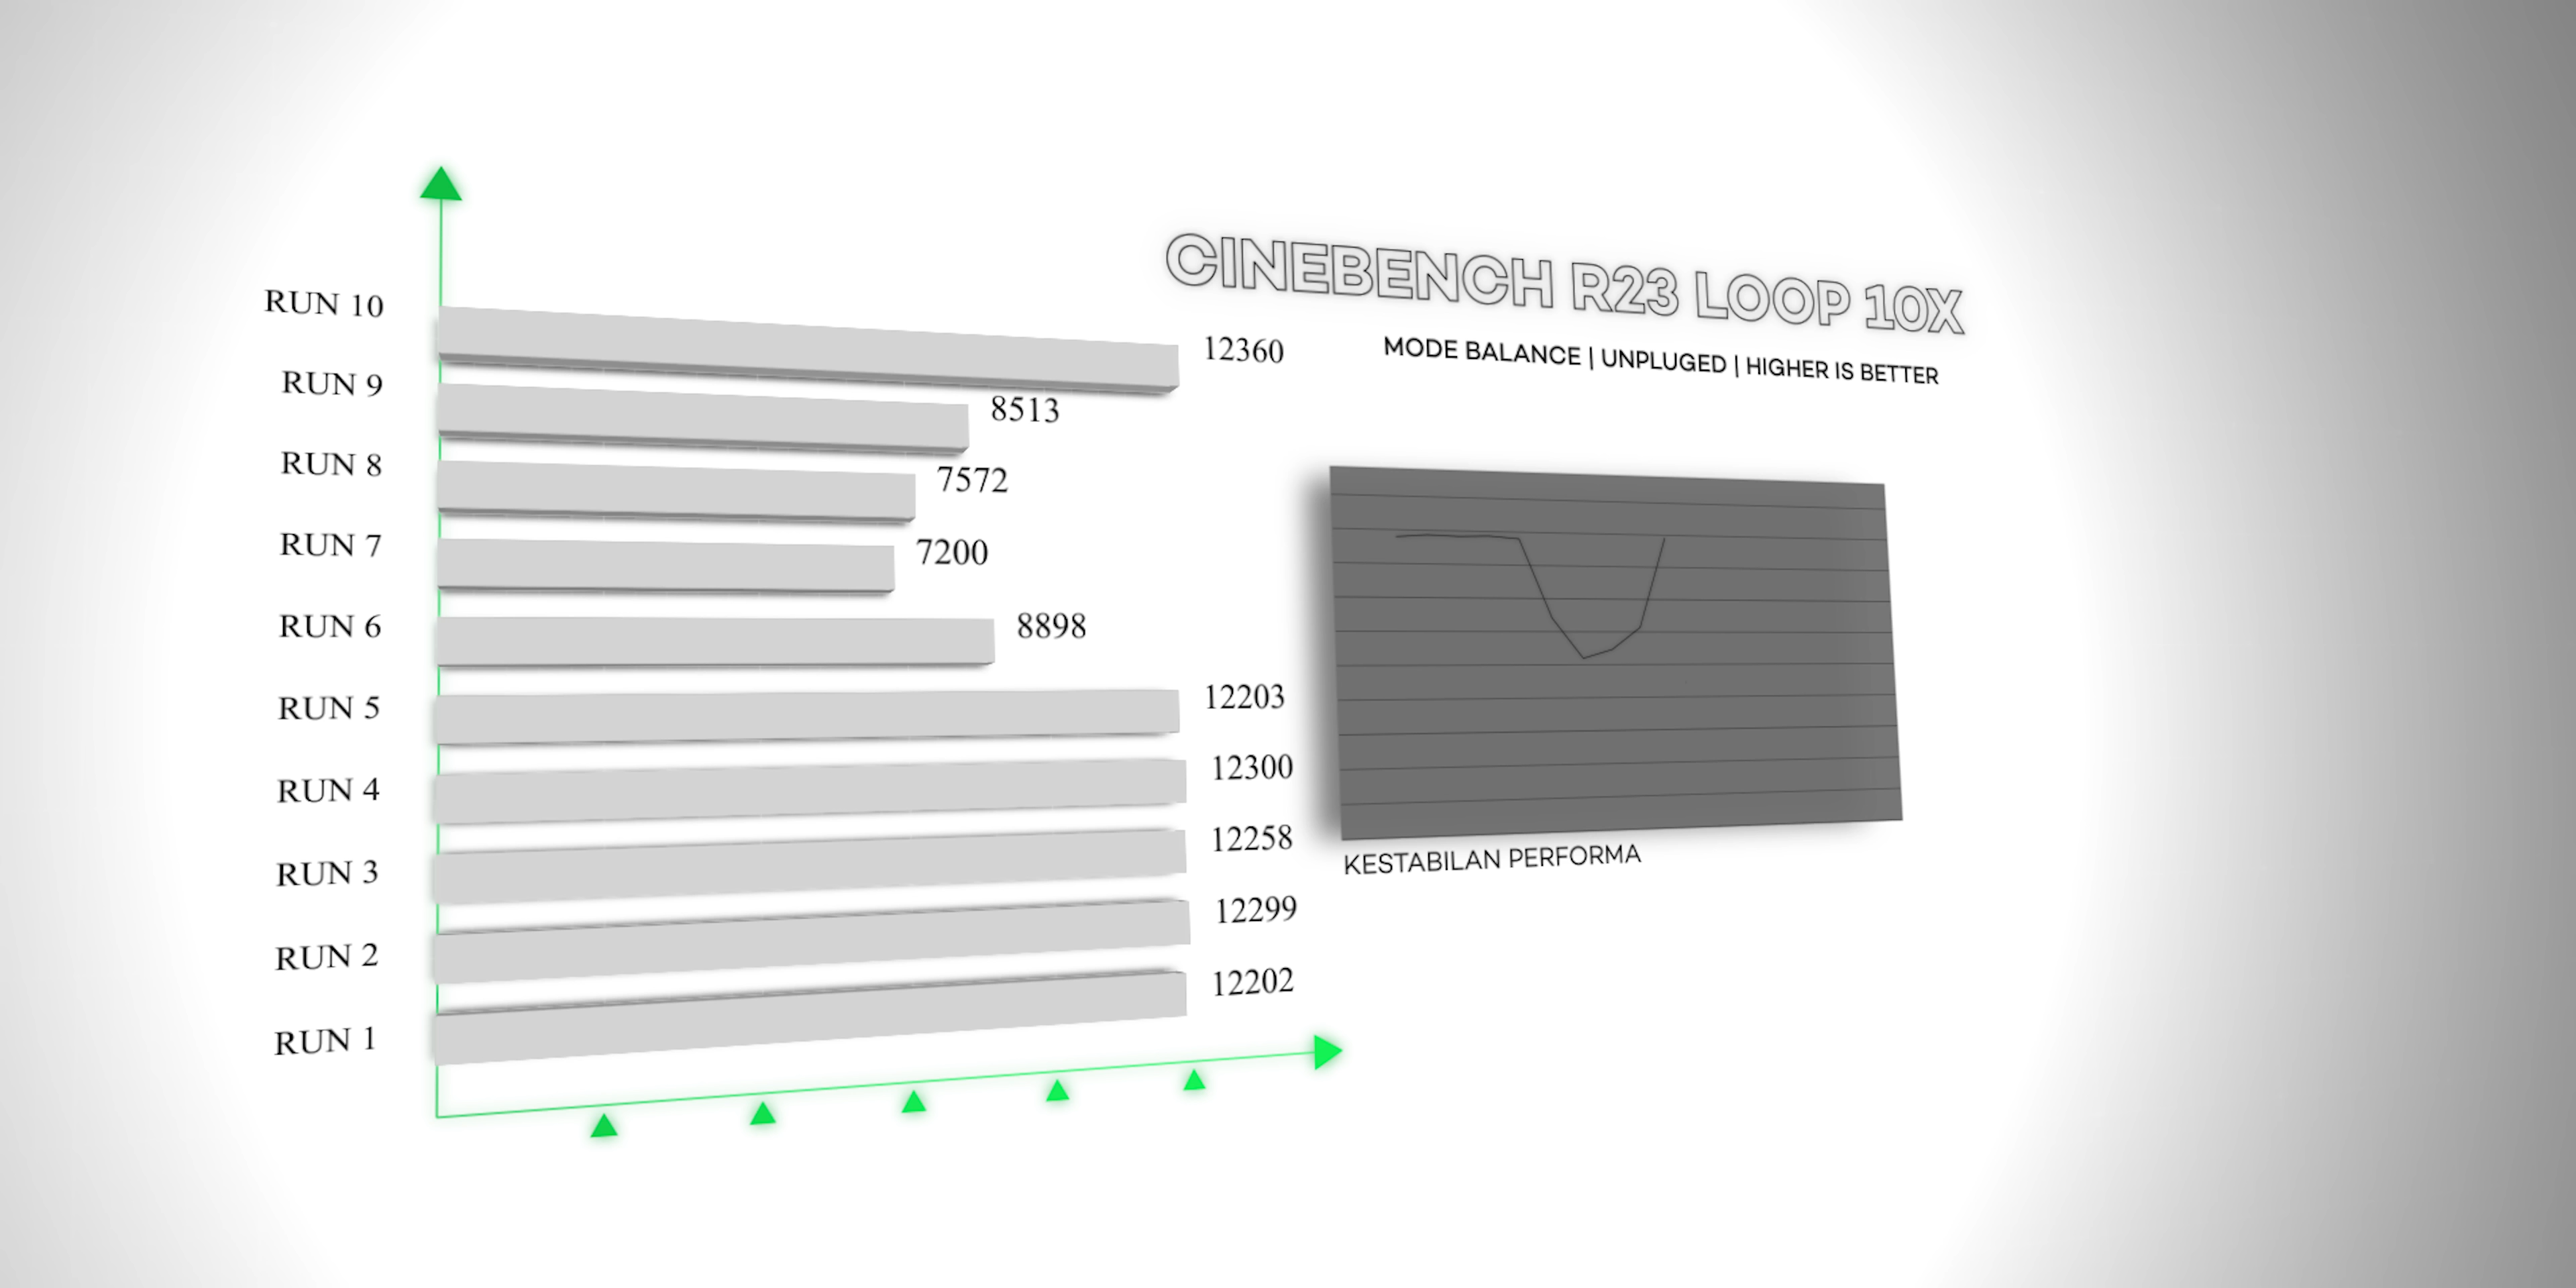 CINEBENCH R23 LOOP 10X
MODE BALANCE | UNPLUGED | HIGHER IS BETTER
RUN 10 12360
RUN 9 8513
RUN 8 7572
RUN 7 7200
RUN 6 8898
RUN 5 12203
RUN 4 12300
RUN 3 12258
RUN 2 12299
RUN 1 12202
KESTABILAN PERFORMA